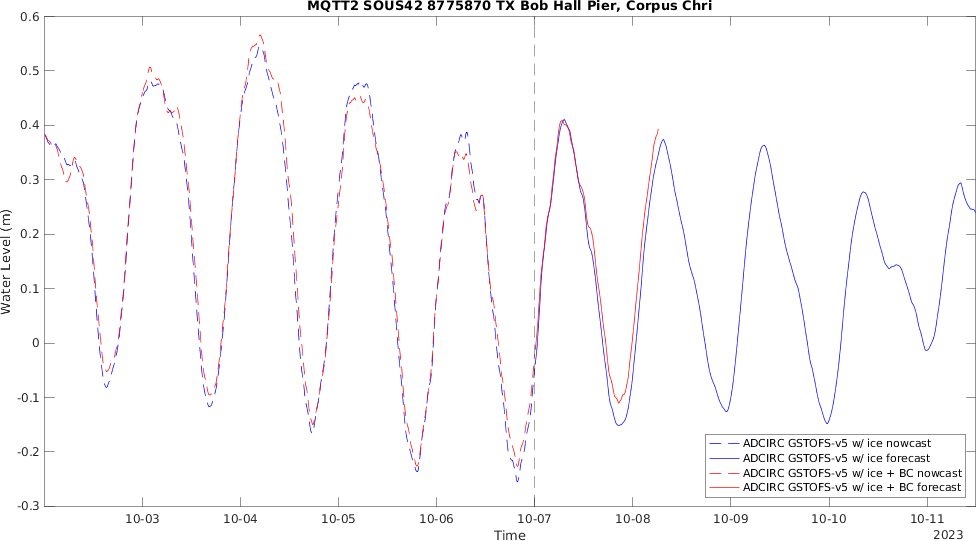 MQTT2 SOUS42 8775870 TX Bob Hall Pier, Corpus Chri
0.6
0.5
0.4
0.3
0.2
0.1
0
-0.1
-0.2
-0.3
Water Level (m)
10-03 10-04 10-05 10-06 10-07 10-08 10-09 10-10 10-11
Time
2023
ADCIRC GSTOFS-v5 w/ ice nowcast
ADCIRC GSTOFS-v5 w/ ice forecast
ADCIRC GSTOFS-v5 w/ ice + BC nowcast
ADCIRC GSTOFS-v5 w/ ice + BC forecast